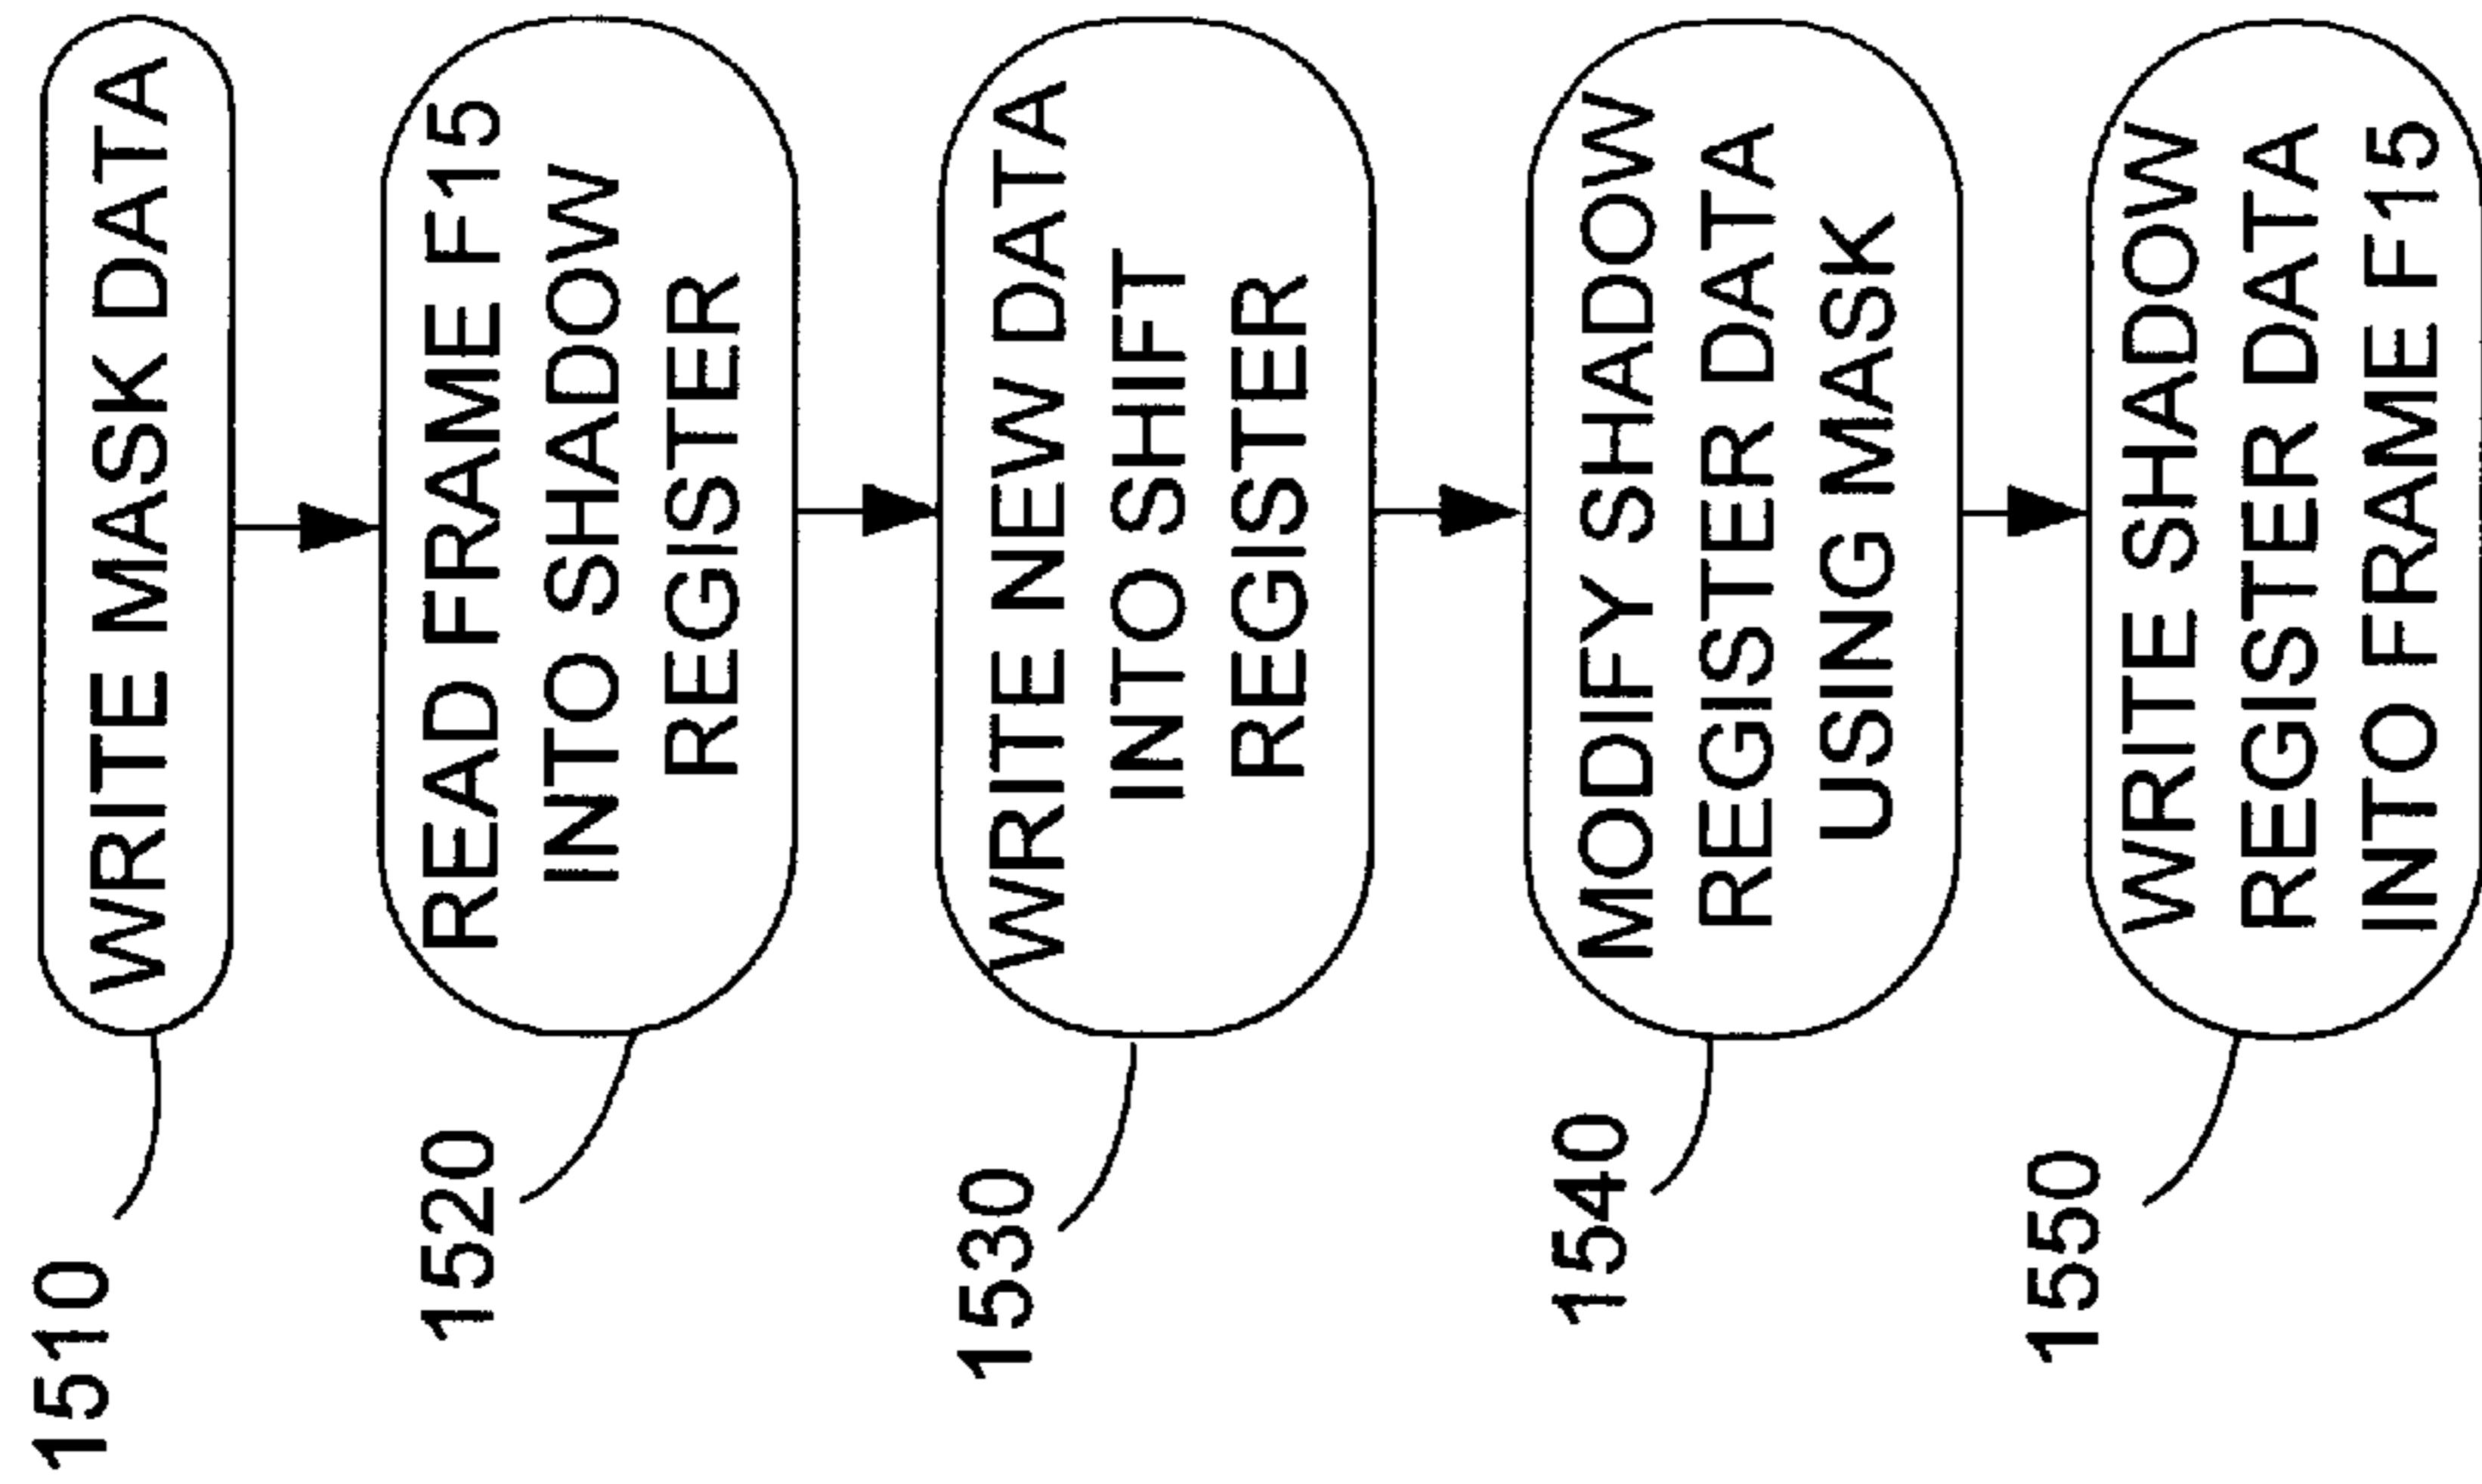 1510
WRITE MASK DATA
1520
READ FRAME F15
INTO SHADOW
REGISTER
1530
WRITE NEW DATA
INTO SHIFT
REGISTER
1540
MODIFY SHADOW
REGISTER DATA
USING MASK
1550
WRITE SHADOW
REGISTER DATA
INTO FRAME F15